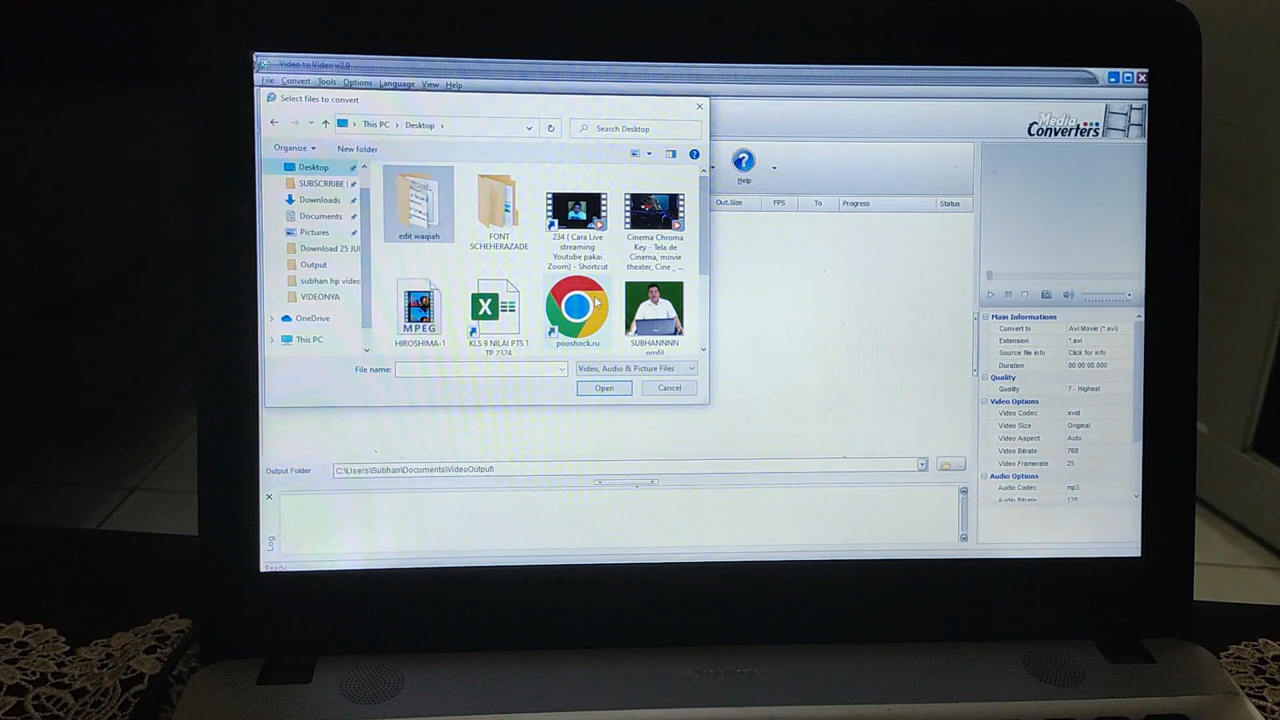 Video to Video v2.9
File Convert Tools Options Language View Help
Select files to convert
This PC > Desktop >
Search Desktop
Organize
New folder
Desktop
SUBSCRRIBE
Downloads
Documents
Pictures
Download 25 JUL
Output
subhan hp videc
VIDEONYA
OneDrive
This PC
edit waqiah
FONT
SCHEHERAZADE
234 ( Cara Live
streaming
Youtube pakai
Zoom) - Shortcut
Cinema Chroma
Key - Tela de
Cinema, movie
theater, Cine _ ...
MPEG
HIROSHIMA-1
KLS 9 NILAI PTS 1
TP 2324
pooshock.ru
SUBHANNNN
profil
File name:
Video, Audio & Picture Files
Open
Cancel
Media
Converters
Help
Out.Size FPS To Progress Status
Main Informations
Convert to Avi Movie (*.avi)
Extension *.avi
Source file info Click for info
Duration 00:00:00.000
Quality
Quality 7 - Highest
Video Options
Video Codec xvid
Video Size Original
Video Aspect Auto
Video Bitrate 768
Video Framerate 25
Audio Options
Audio Codec mp3
Audio Bitrate 128
Output Folder C:\Users\Subhan\Documents\VideoOutput\
Log
Ready